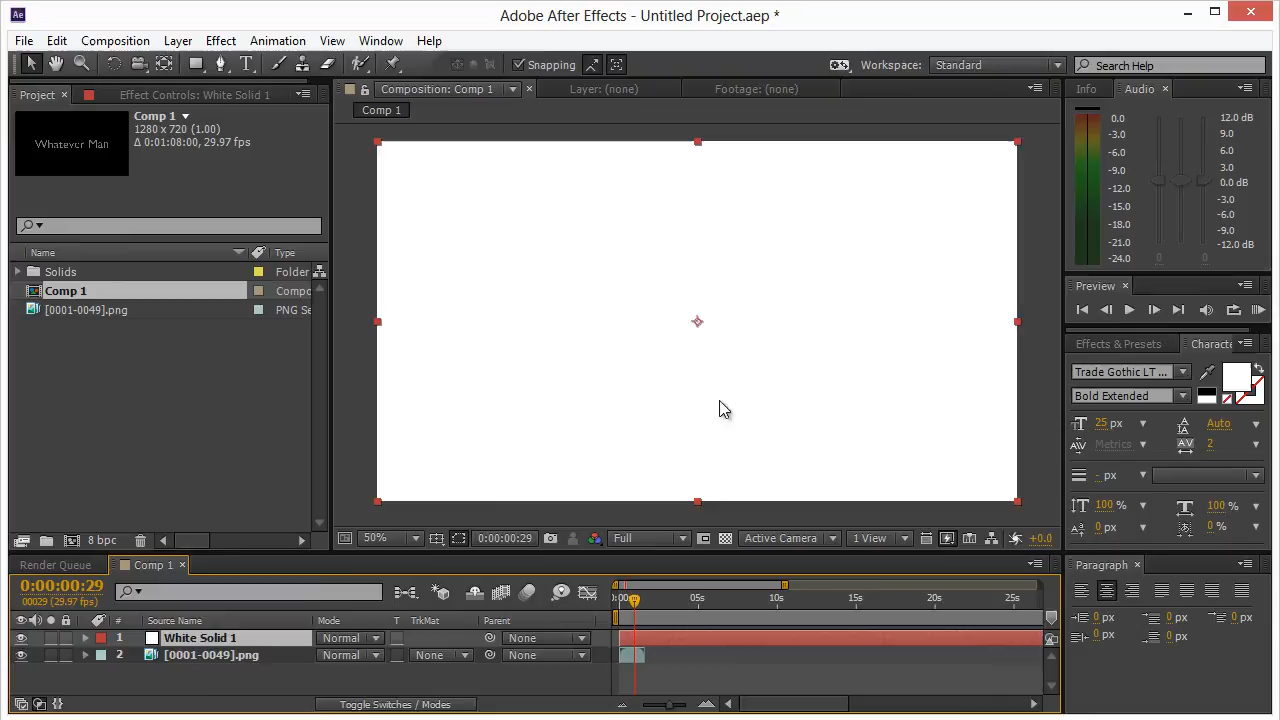 Ae Adobe After Effects - Untitled Project.aep *
File Edit Composition Layer Effect Animation View Window Help
Snapping Workspace: Standard Search Help
Project Effect Controls: White Solid 1
Composition: Comp 1 Layer: (none) Footage: (none)
Info Audio
Comp 1
Whatever Man
Comp 1
1280 x 720 (1.00)
Δ 0:01:08:00, 29.97 fps
0.0
-3.0
-6.0
-9.0
-12.0
-15.0
-18.0
-21.0
-24.0
12.0 dB
9.0
6.0
3.0
0.0 dB
-3.0
-6.0
-9.0
-12.0 dB
0 0
Name Type
Solids Folder
Comp 1 Compo
[0001-0049].png PNG Se
Preview
Effects & Presets Characte
Trade Gothic LT ...
Bold Extended
25 px Auto
Metrics 2
- px
100 % 100 %
0 px 0 %
8 bpc
50% 0:00:00:29 Full Active Camera 1 View +0.0
Render Queue Comp 1
0:00:00:29
00029 (29.97 fps)
:00 05s 10s 15s 20s 25s
# Source Name Mode T TrkMat Parent
1 White Solid 1 Normal None
2 [0001-0049].png Normal None None
Toggle Switches / Modes
Paragraph
0 px 0 px 0 px
0 px 0 px